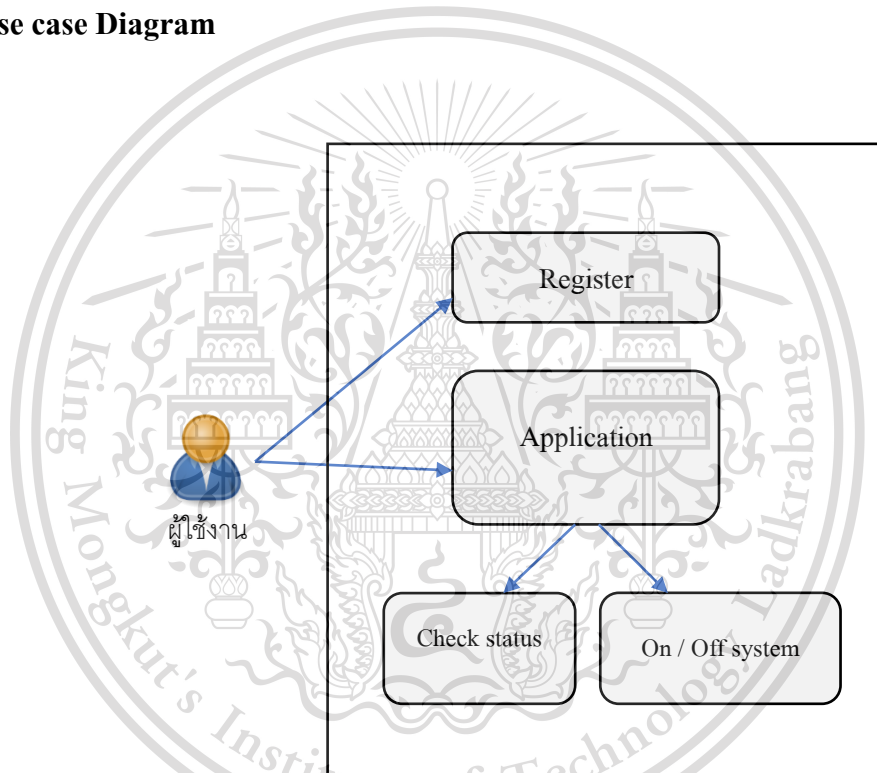 se case Diagram
Register
Application
ผู้ใช้งาน
Check status
On / Off system
King Mongkut's Institute of Technology Ladkrabang